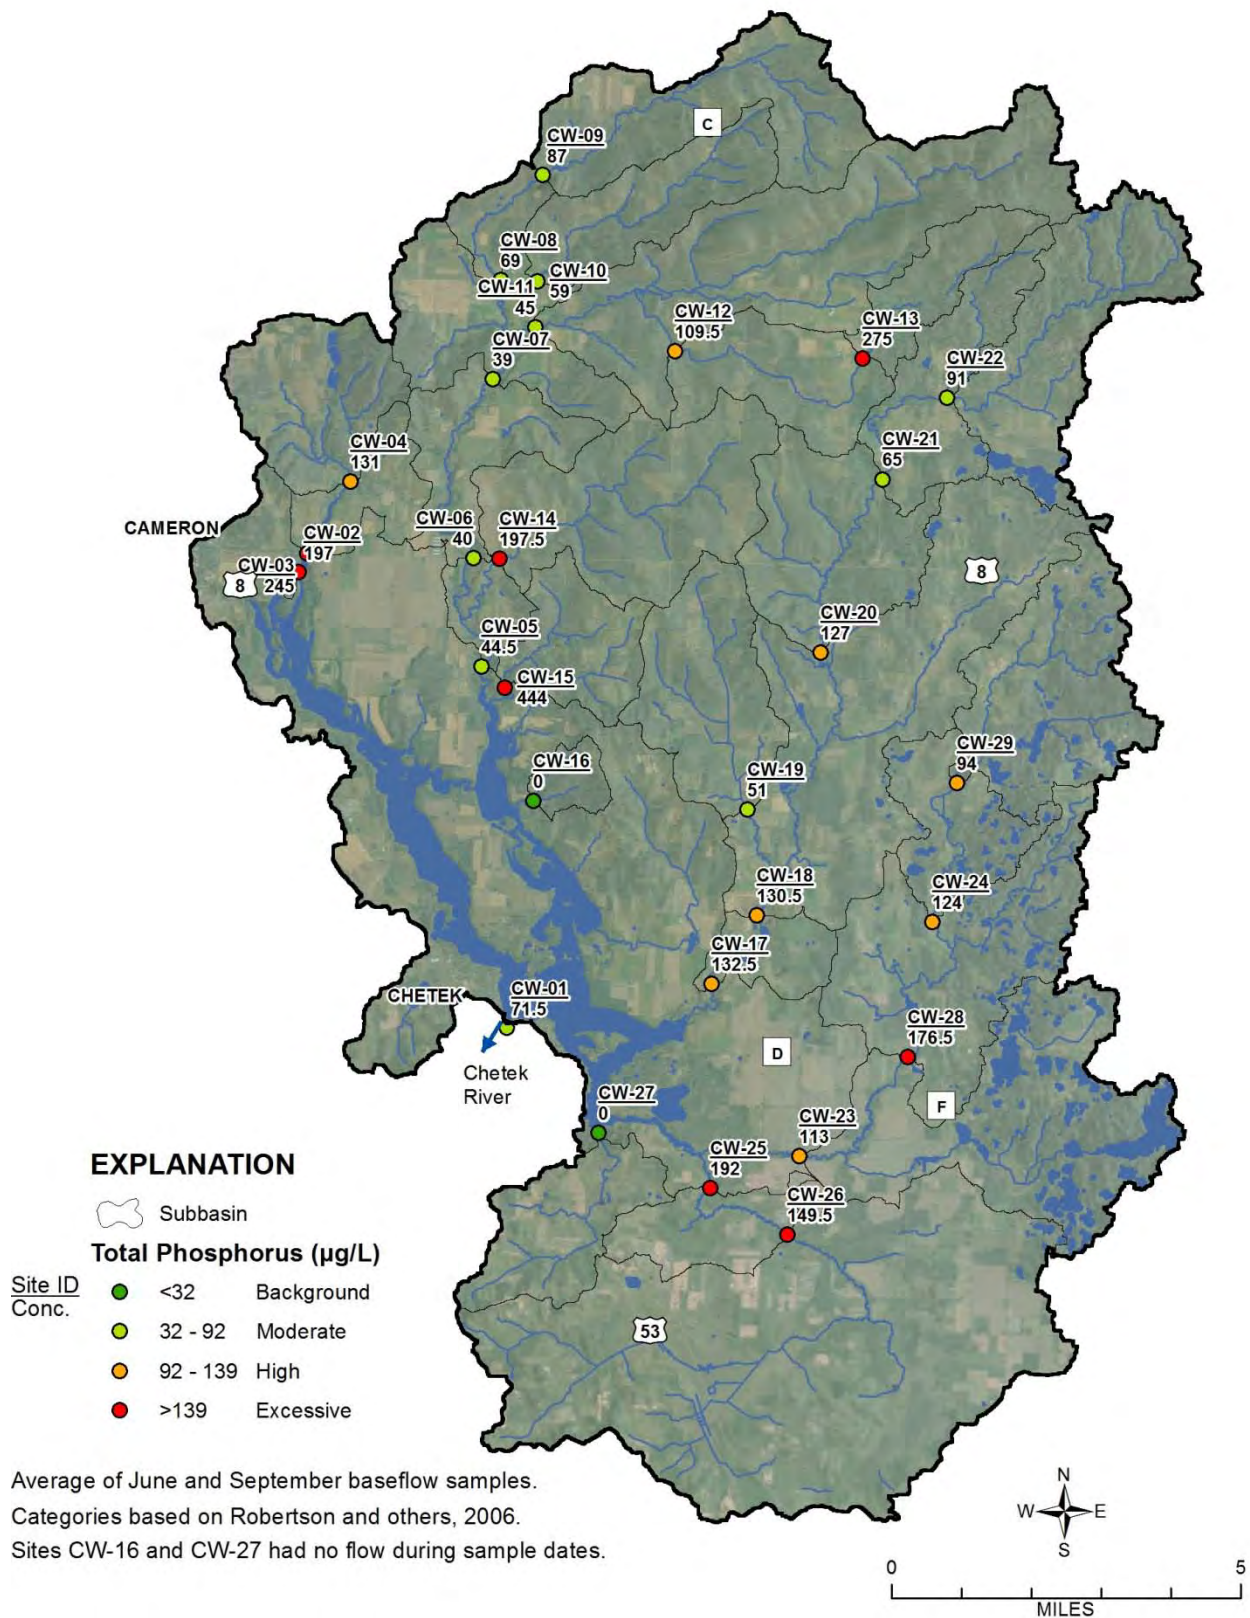 C
CW-09
87
CW-08
69
CW-10
59
CW-11
45
CW-07
39
CW-12
109.5
CW-13
275
CW-22
91
CW-04
131
CW-21
65
CAMERON
CW-02
197
CW-03
245
8
CW-06
40
CW-14
197.5
8
CW-05
44.5
CW-20
127
CW-15
444
CW-16
0
CW-29
94
CW-19
51
CW-18
130.5
CW-24
124
CW-17
132.5
CHETEK
CW-01
71.5
Chetek
River
CW-28
176.5
D
F
CW-27
0
CW-23
113
CW-25
192
CW-26
149.5
53
EXPLANATION
Subbasin
Total Phosphorus (µg/L)
Site ID
Conc.
<32 Background
32 - 92 Moderate
92 - 139 High
>139 Excessive
Average of June and September baseflow samples.
Categories based on Robertson and others, 2006.
Sites CW-16 and CW-27 had no flow during sample dates.
N
W E
S
0 5
MILES